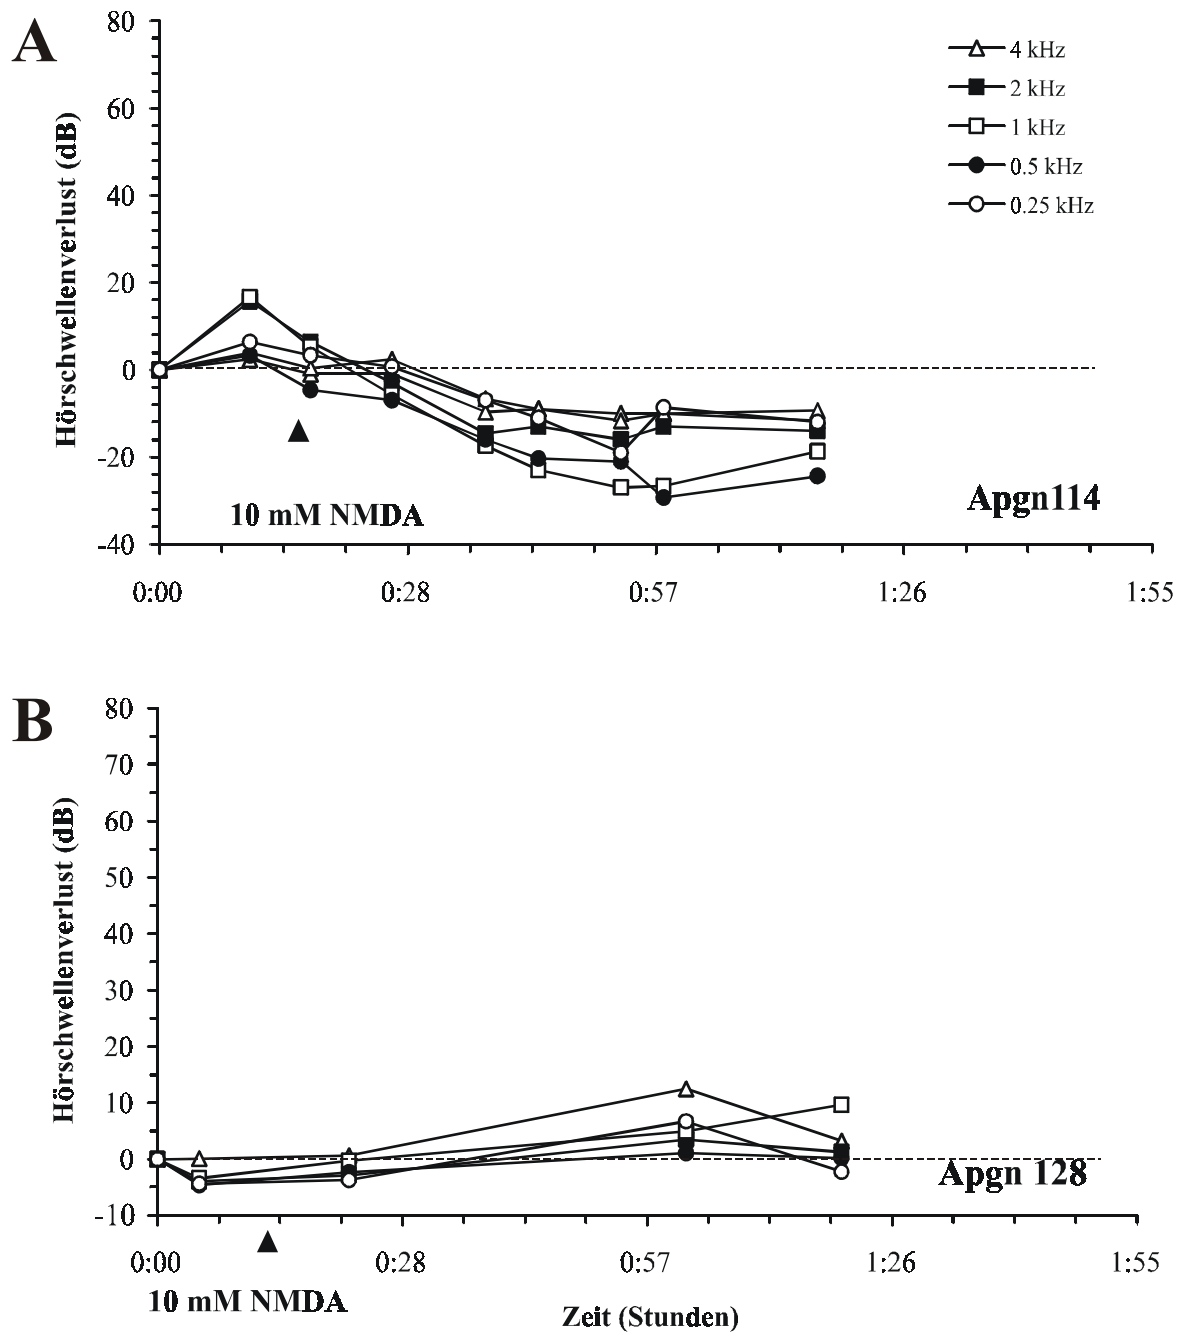 A
80
60
40
20
0
-20
-40
Hörschwellenverlust (dB)
4 kHz
2 kHz
1 kHz
0.5 kHz
0.25 kHz
10 mM NMDA
Apgn114
0:00 0:28 0:57 1:26 1:55
B
80
70
60
50
40
30
20
10
0
-10
Hörschwellenverlust (dB)
Apgn 128
0:00 0:28 0:57 1:26 1:55
10 mM NMDA
Zeit (Stunden)